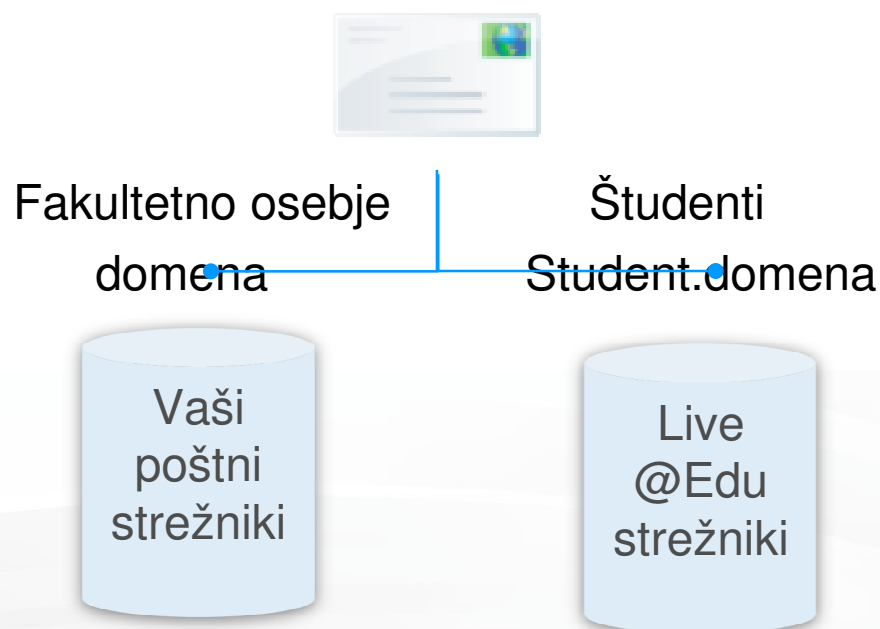 Fakultetno osebje
domena
Študenti
Student.domena
Vaši
poštni
strežniki
Live
@Edu
strežniki